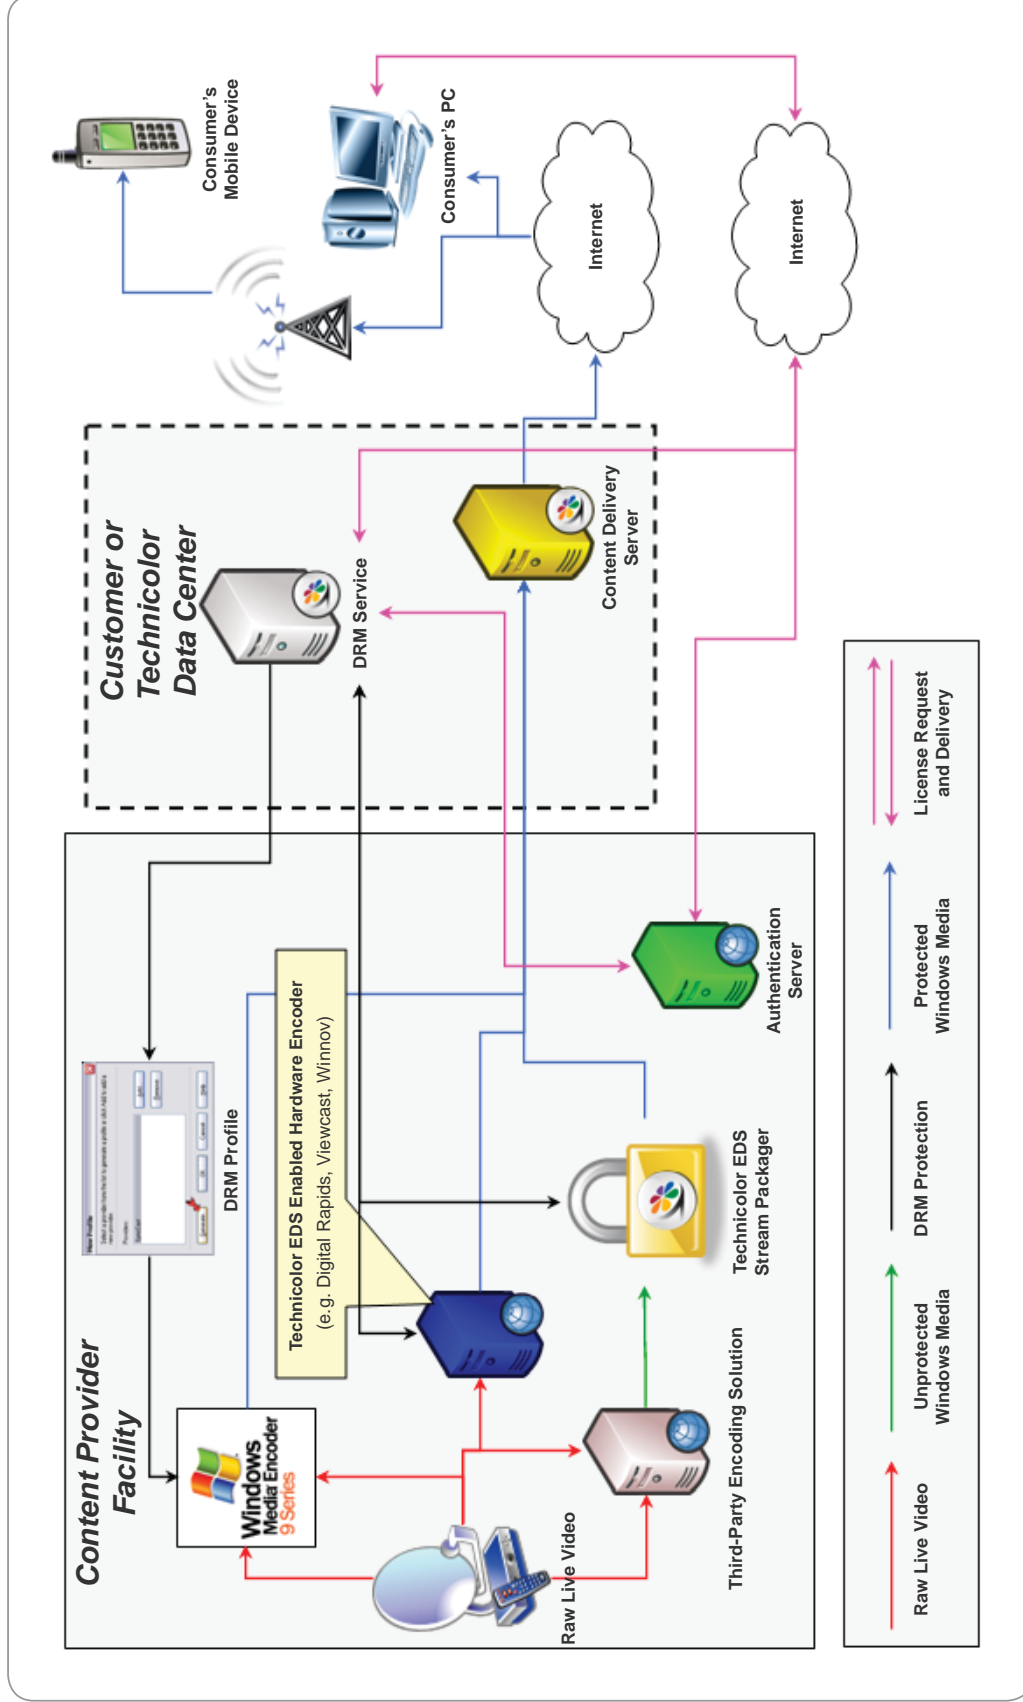 Content Provider
Facility
Customer or
Technicolor
Data Center
Consumer's
Mobile Device
Consumer's PC
Internet
Internet
DRM Service
Content Delivery
Server
DRM Profile
New Profile
Windows
Media Encoder
9 Series
Technicolor EDS Enabled Hardware Encoder
(e.g. Digital Rapids, Viewcast, Winnov)
Technicolor EDS
Stream Packager
Authentication
Server
Raw Live Video
Third-Party Encoding Solution
Raw Live Video
Unprotected
Windows Media
DRM Protection
Protected
Windows Media
License Request
and Delivery